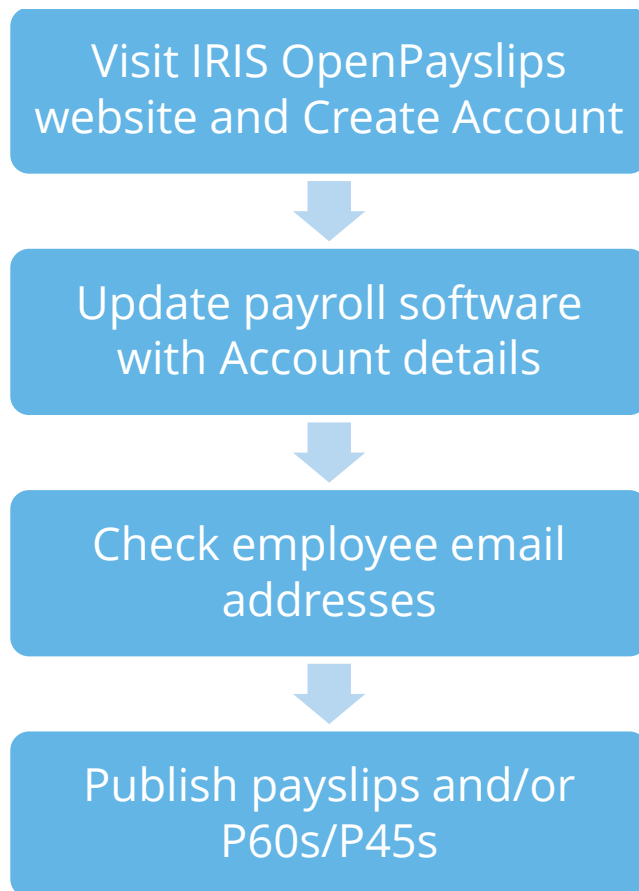 Visit IRIS OpenPayslips
website and Create Account
Update payroll software
with Account details
Check employee email
addresses
Publish payslips and/or
P60s/P45s